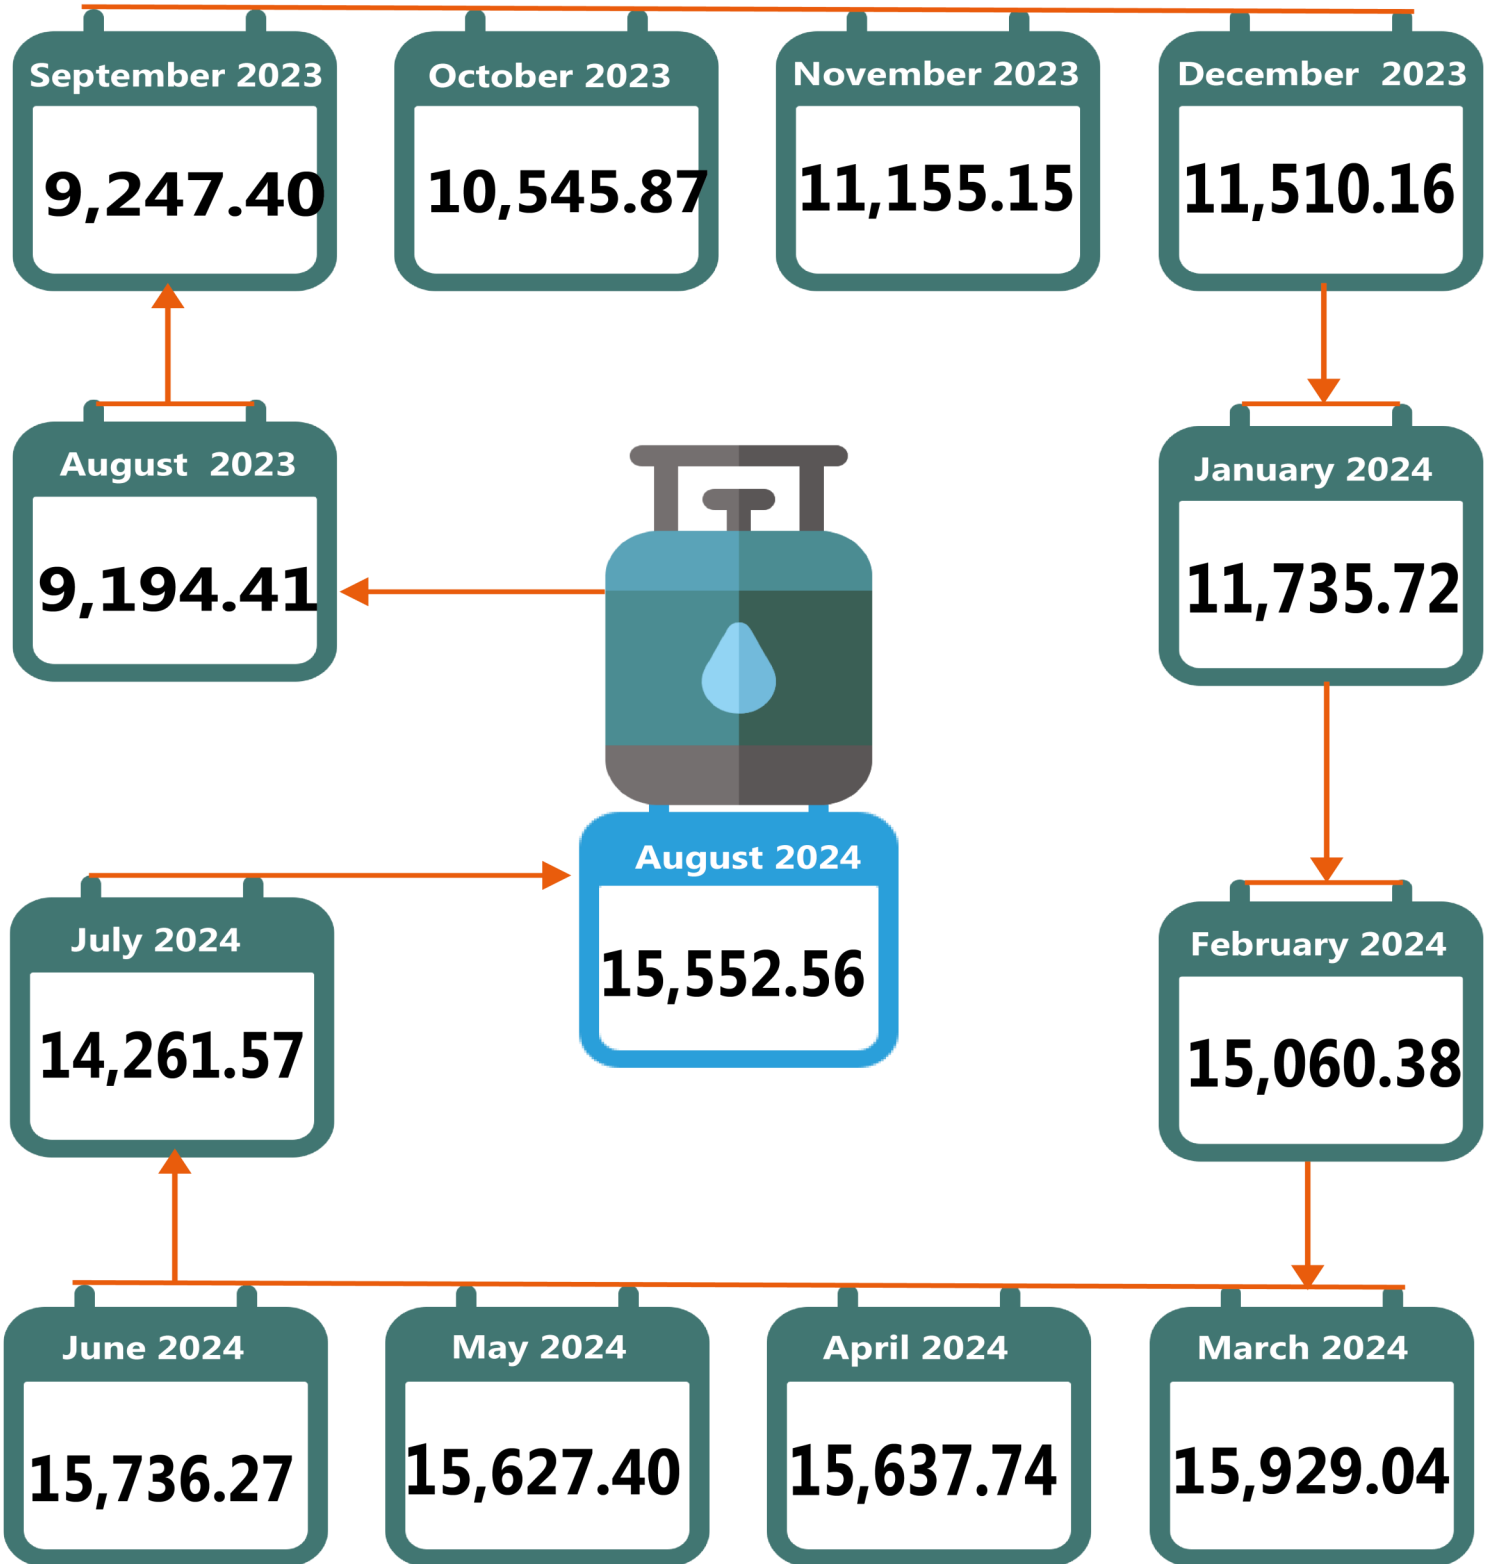 September 2023
9,247.40
October 2023
10,545.87
November 2023
11,155.15
December 2023
11,510.16
August 2023
9,194.41
January 2024
11,735.72
August 2024
15,552.56
July 2024
14,261.57
February 2024
15,060.38
June 2024
15,736.27
May 2024
15,627.40
April 2024
15,637.74
March 2024
15,929.04